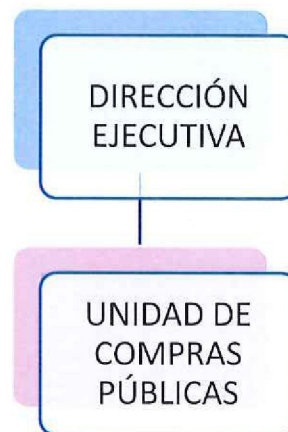 DIRECCIÓN
EJECUTIVA
UNIDAD DE
COMPRAS
PÚBLICAS